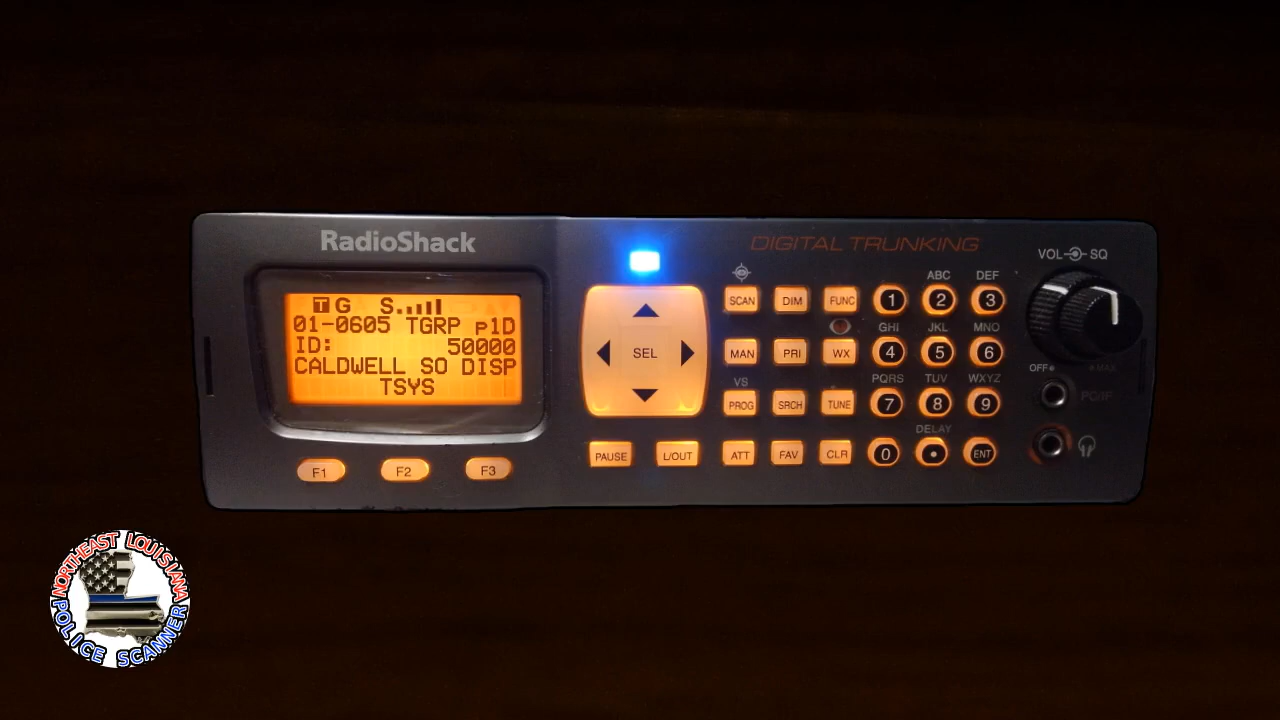 RadioShack
DIGITAL TRUNKING
VOL SQ
T G S
01-0605 TGRP p1D
ID: 50000
CALDWELL SO DISP
TSYS
F1 F2 F3
SEL
PAUSE L/OUT
ABC DEF
SCAN DIM FUNC 1 2 3
GHI JKL MNO
MAN PRI WX 4 5 6
VS PQRS TUV WXYZ
PROG SRCH TUNE 7 8 9
DELAY
ATT FAV CLR 0 • ENT
OFF MAX
PC/IF
NORTHEAST LOUISIANA
POLICE SCANNER